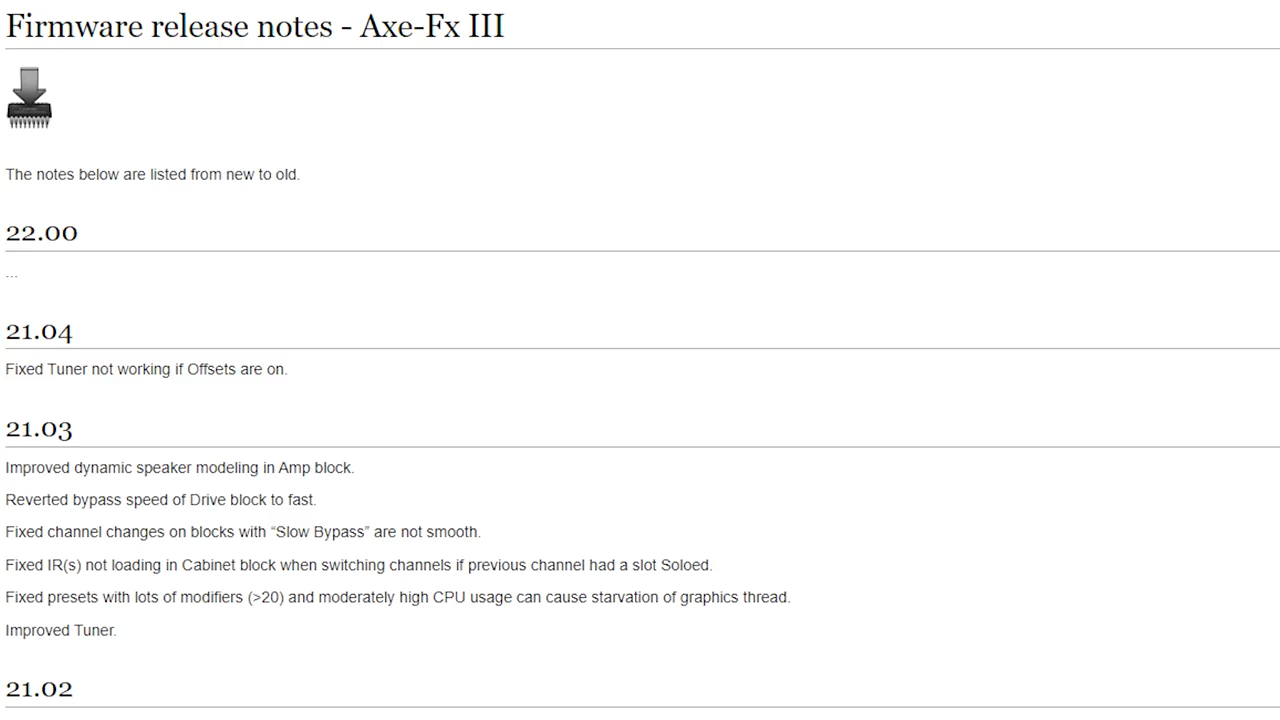 Firmware release notes - Axe-Fx III
The notes below are listed from new to old.
22.00
...
21.04
Fixed Tuner not working if Offsets are on.
21.03
Improved dynamic speaker modeling in Amp block.
Reverted bypass speed of Drive block to fast.
Fixed channel changes on blocks with “Slow Bypass” are not smooth.
Fixed IR(s) not loading in Cabinet block when switching channels if previous channel had a slot Soloed.
Fixed presets with lots of modifiers (>20) and moderately high CPU usage can cause starvation of graphics thread.
Improved Tuner.
21.02